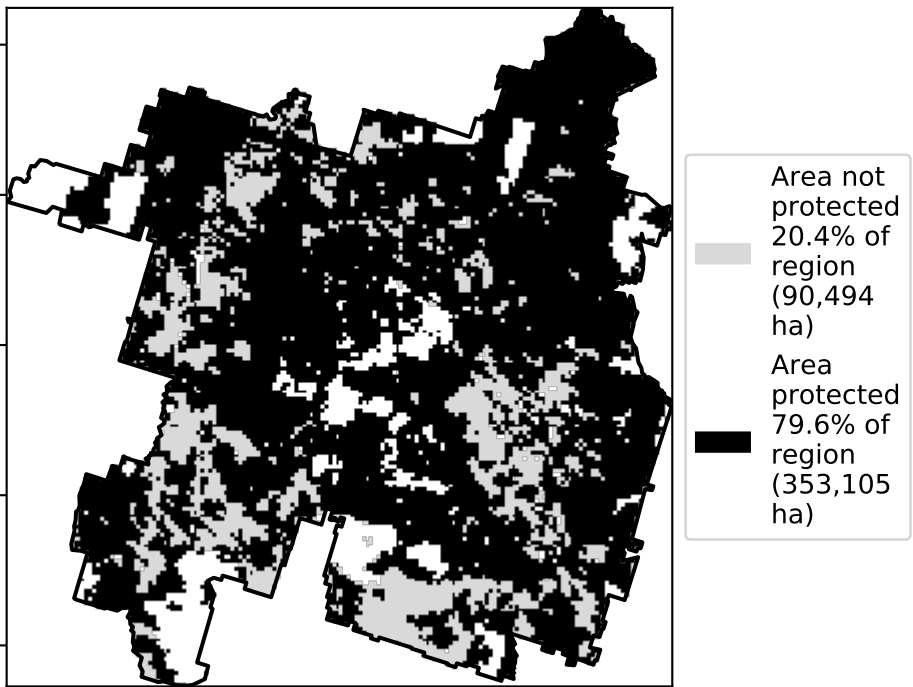 Area not
protected
20.4% of
region
(90,494
ha)
Area
protected
79.6% of
region
(353,105
ha)